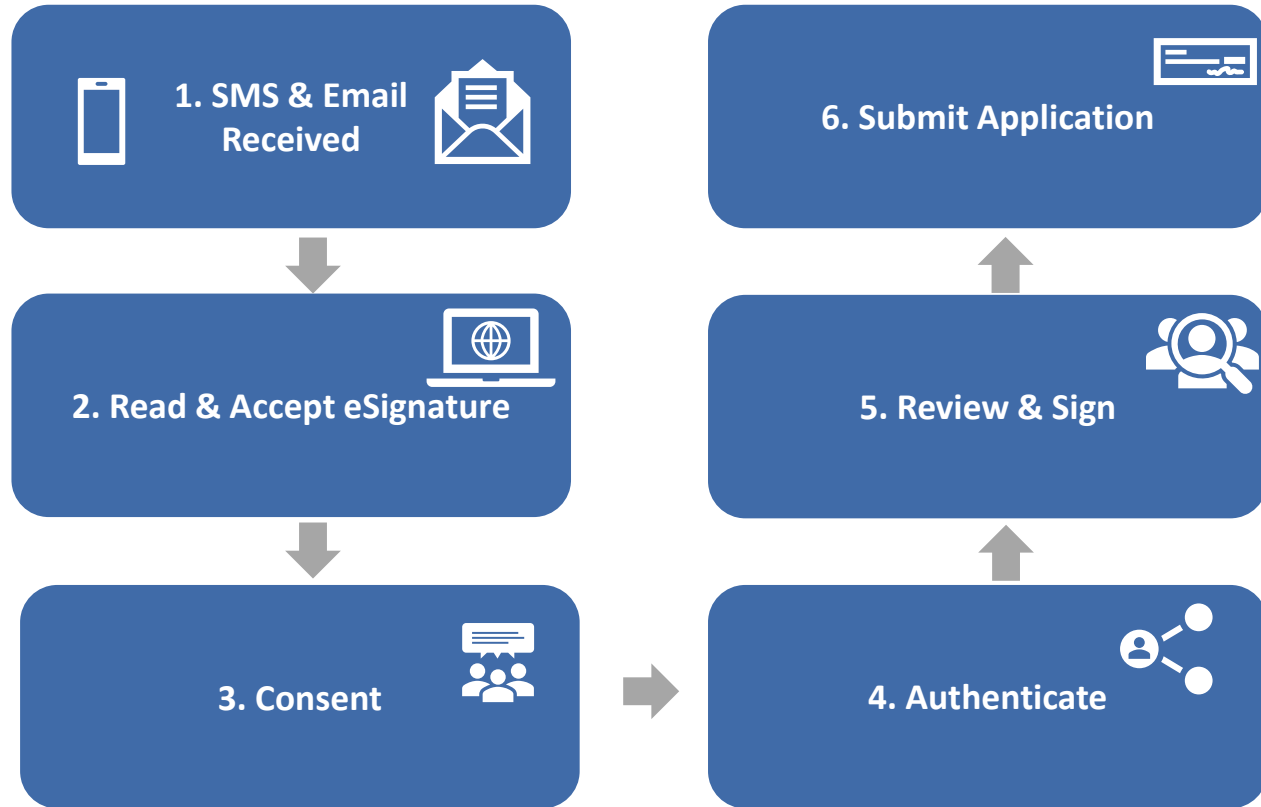 1. SMS & Email
Received
2. Read & Accept eSignature
3. Consent
4. Authenticate
5. Review & Sign
6. Submit Application